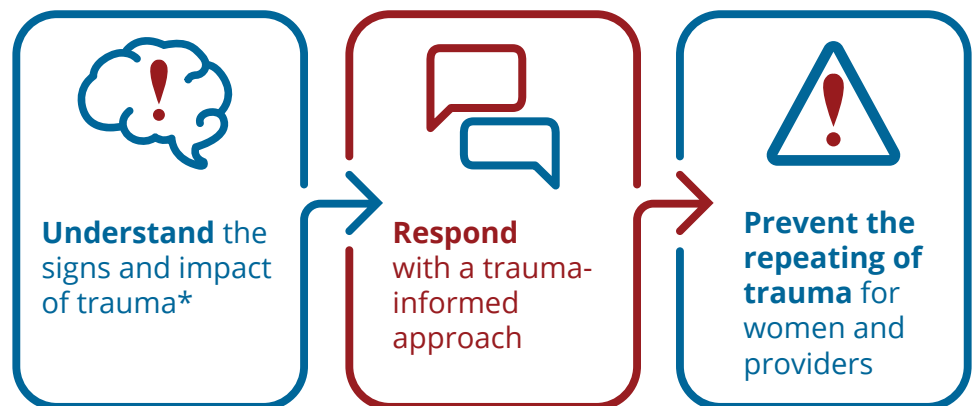 Understand the
signs and impact
of trauma*
Respond
with a trauma-
informed
approach
Prevent the
repeating of
trauma for
women and
providers